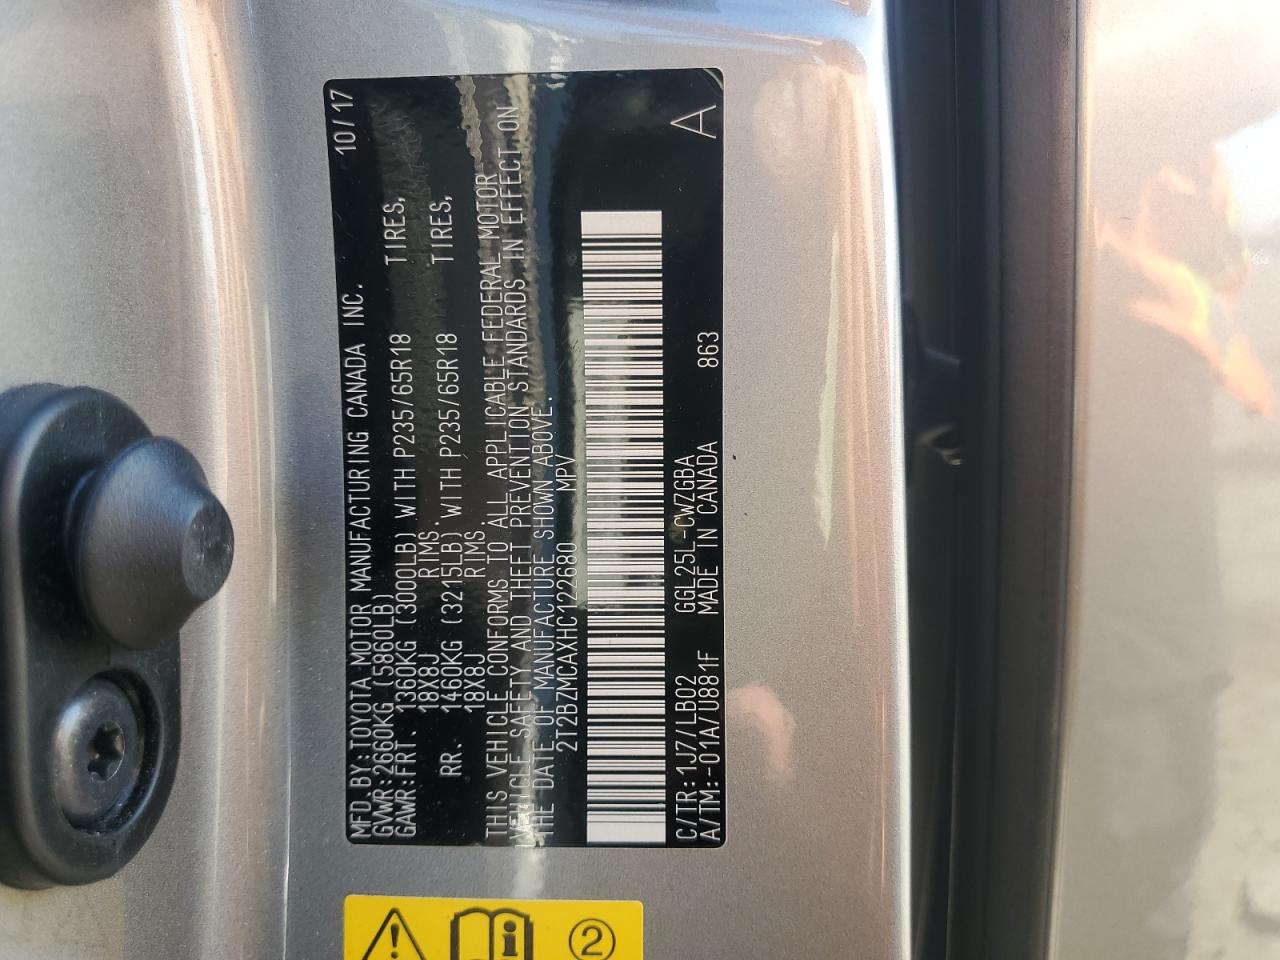 MFD.BY:TOYOTA MOTOR MANUFACTURING CANADA INC. 10/17
GVWR:2660KG (5860LB)
GAWR:FRT. 1360KG (3000LB) WITH P235/65R18 TIRES,
18X8J RIMS.
RR. 1460KG (3215LB) WITH P235/65R18 TIRES,
18X8J RIMS.
THIS VEHICLE CONFORMS TO ALL APPLICABLE FEDERAL MOTOR
VEHICLE SAFETY AND THEFT PREVENTION STANDARDS IN EFFECT ON
THE DATE OF MANUFACTURE SHOWN ABOVE.
2T2BZMCAXHC122680 MPV
A
C/TR:1J7/LB02 GGL25L-CWZGBA 863
A/TM:-01A/U881F MADE IN CANADA
2